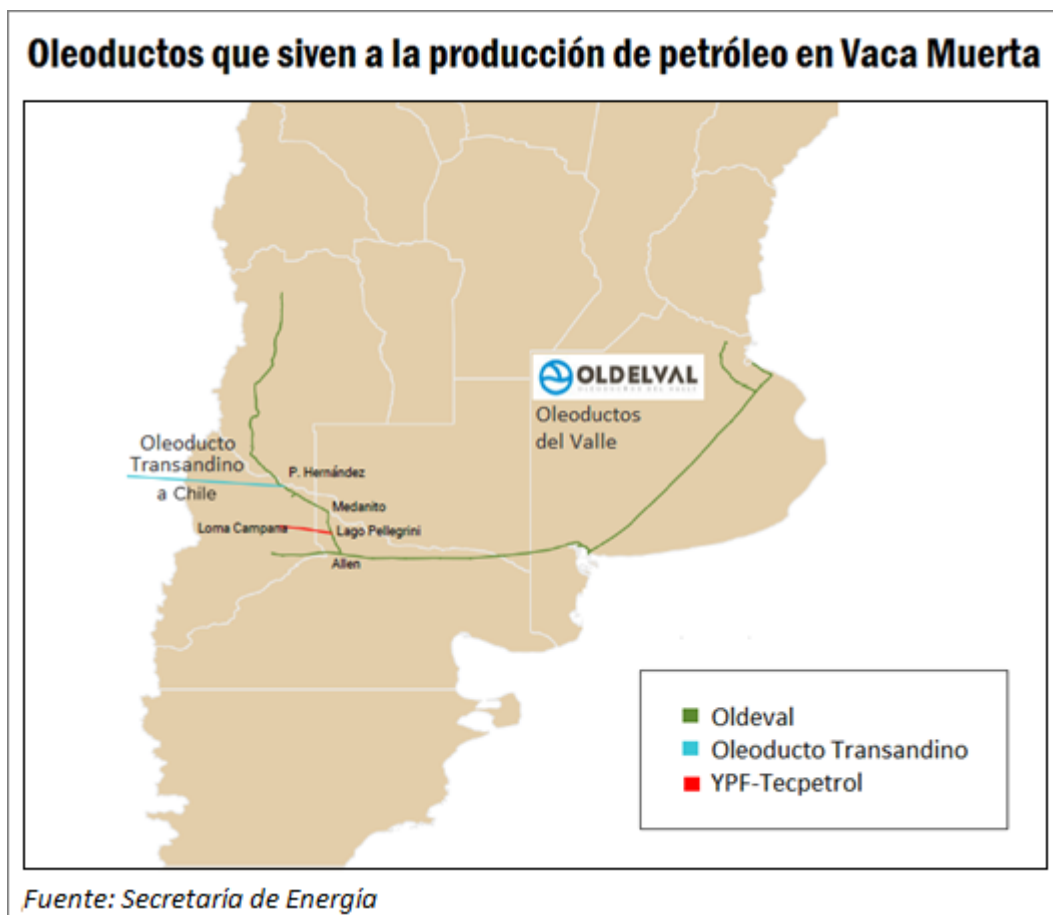 Oleoductos que siven a la producción de petróleo en Vaca Muerta
OLDELVAL
Oleoductos
del Valle
Oleoducto
Transandino
a Chile
P. Hernández
Medanito
Loma Campana
Lago Pellegrini
Allen
Oldeval
Oleoducto Transandino
YPF-Tecpetrol
Fuente: Secretaría de Energía